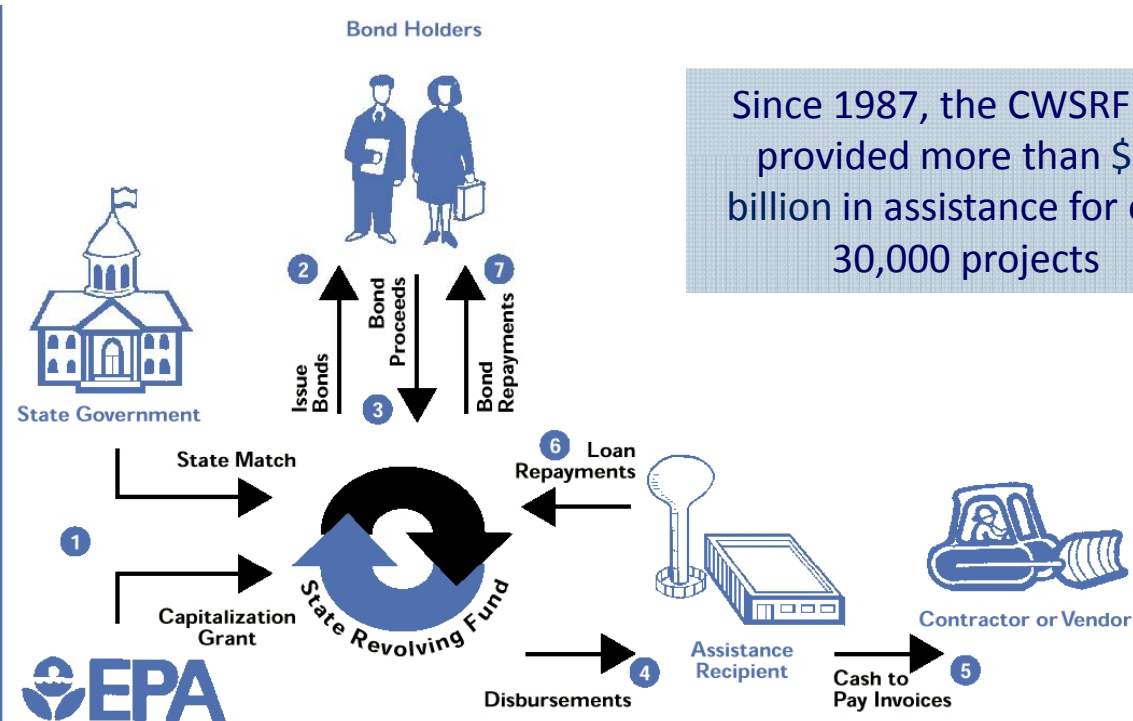 Bond Holders
Since 1987, the CWSRF
provided more than $
billion in assistance for
30,000 projects
2
7
Issue
Bonds
Bond
Proceeds
Bond
Repayments
State Government
3
6
Loan
Repayments
State Match
1
Capitalization
Grant
State Revolving Fund
Contractor or Vendor
Assistance
Recipient
4
Disbursements
Cash to
Pay Invoices
5
EPA